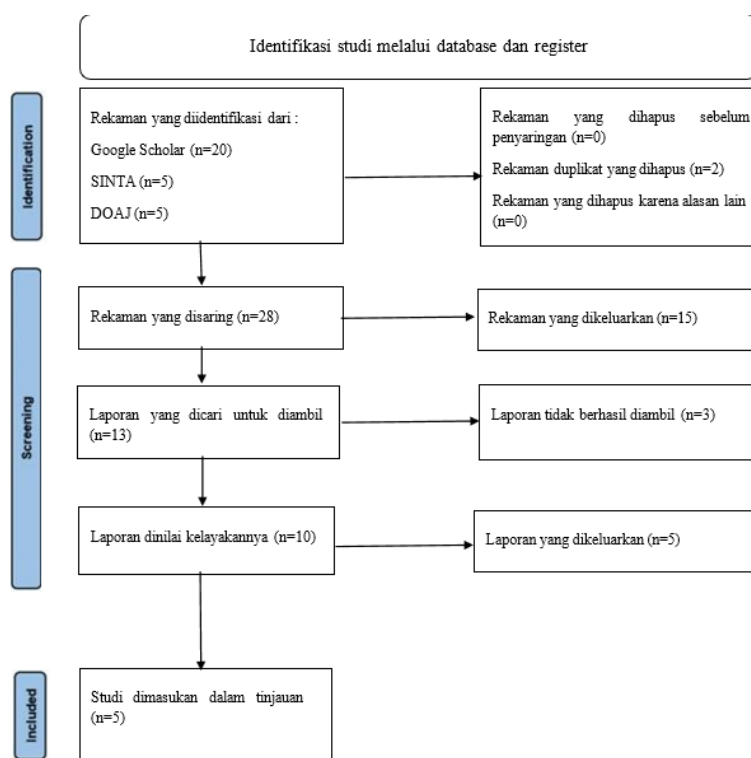 Identifikasi studi melalui database dan register
Identification
Rekaman yang diidentifikasi dari :
Google Scholar (n=20)
SINTA (n=5)
DOAJ (n=5)
Rekaman yang dihapus sebelum
penyaringan (n=0)
Rekaman duplikat yang dihapus (n=2)
Rekaman yang dihapus karena alasan lain
(n=0)
Screening
Rekaman yang disaring (n=28)
Rekaman yang dikeluarkan (n=15)
Laporan yang dicari untuk diambil
(n=13)
Laporan tidak berhasil diambil (n=3)
Laporan dinilai kelayakannya (n=10)
Laporan yang dikeluarkan (n=5)
Included
Studi dimasukan dalam tinjauan
(n=5)